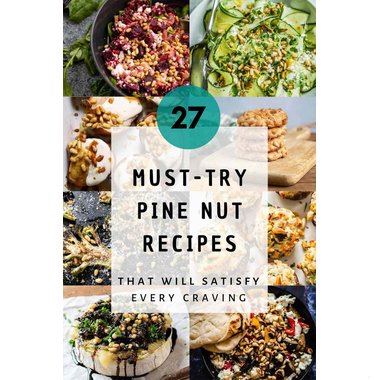 27
MUST-TRY
PINE NUT
RECIPES
THAT WILL SATISFY
EVERY CRAVING